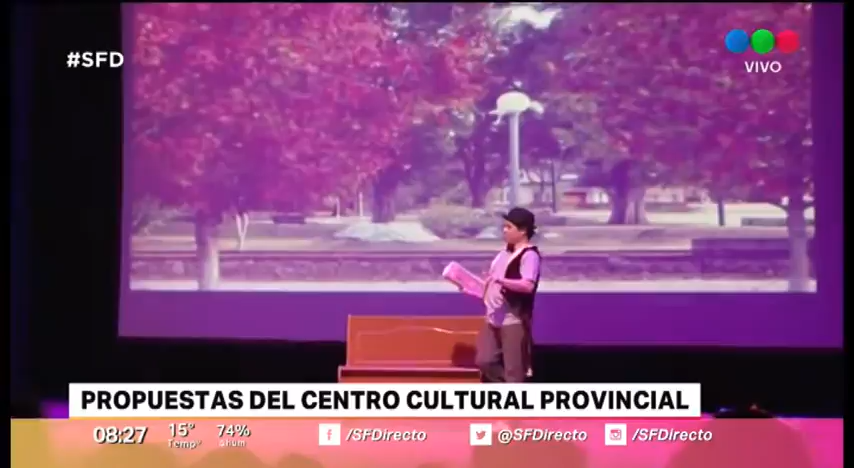 #SFD
VIVO
PROPUESTAS DEL CENTRO CULTURAL PROVINCIAL
08:27
15° 74%
Temp° %hum
/SFDirecto @SFDirecto /SFDirecto